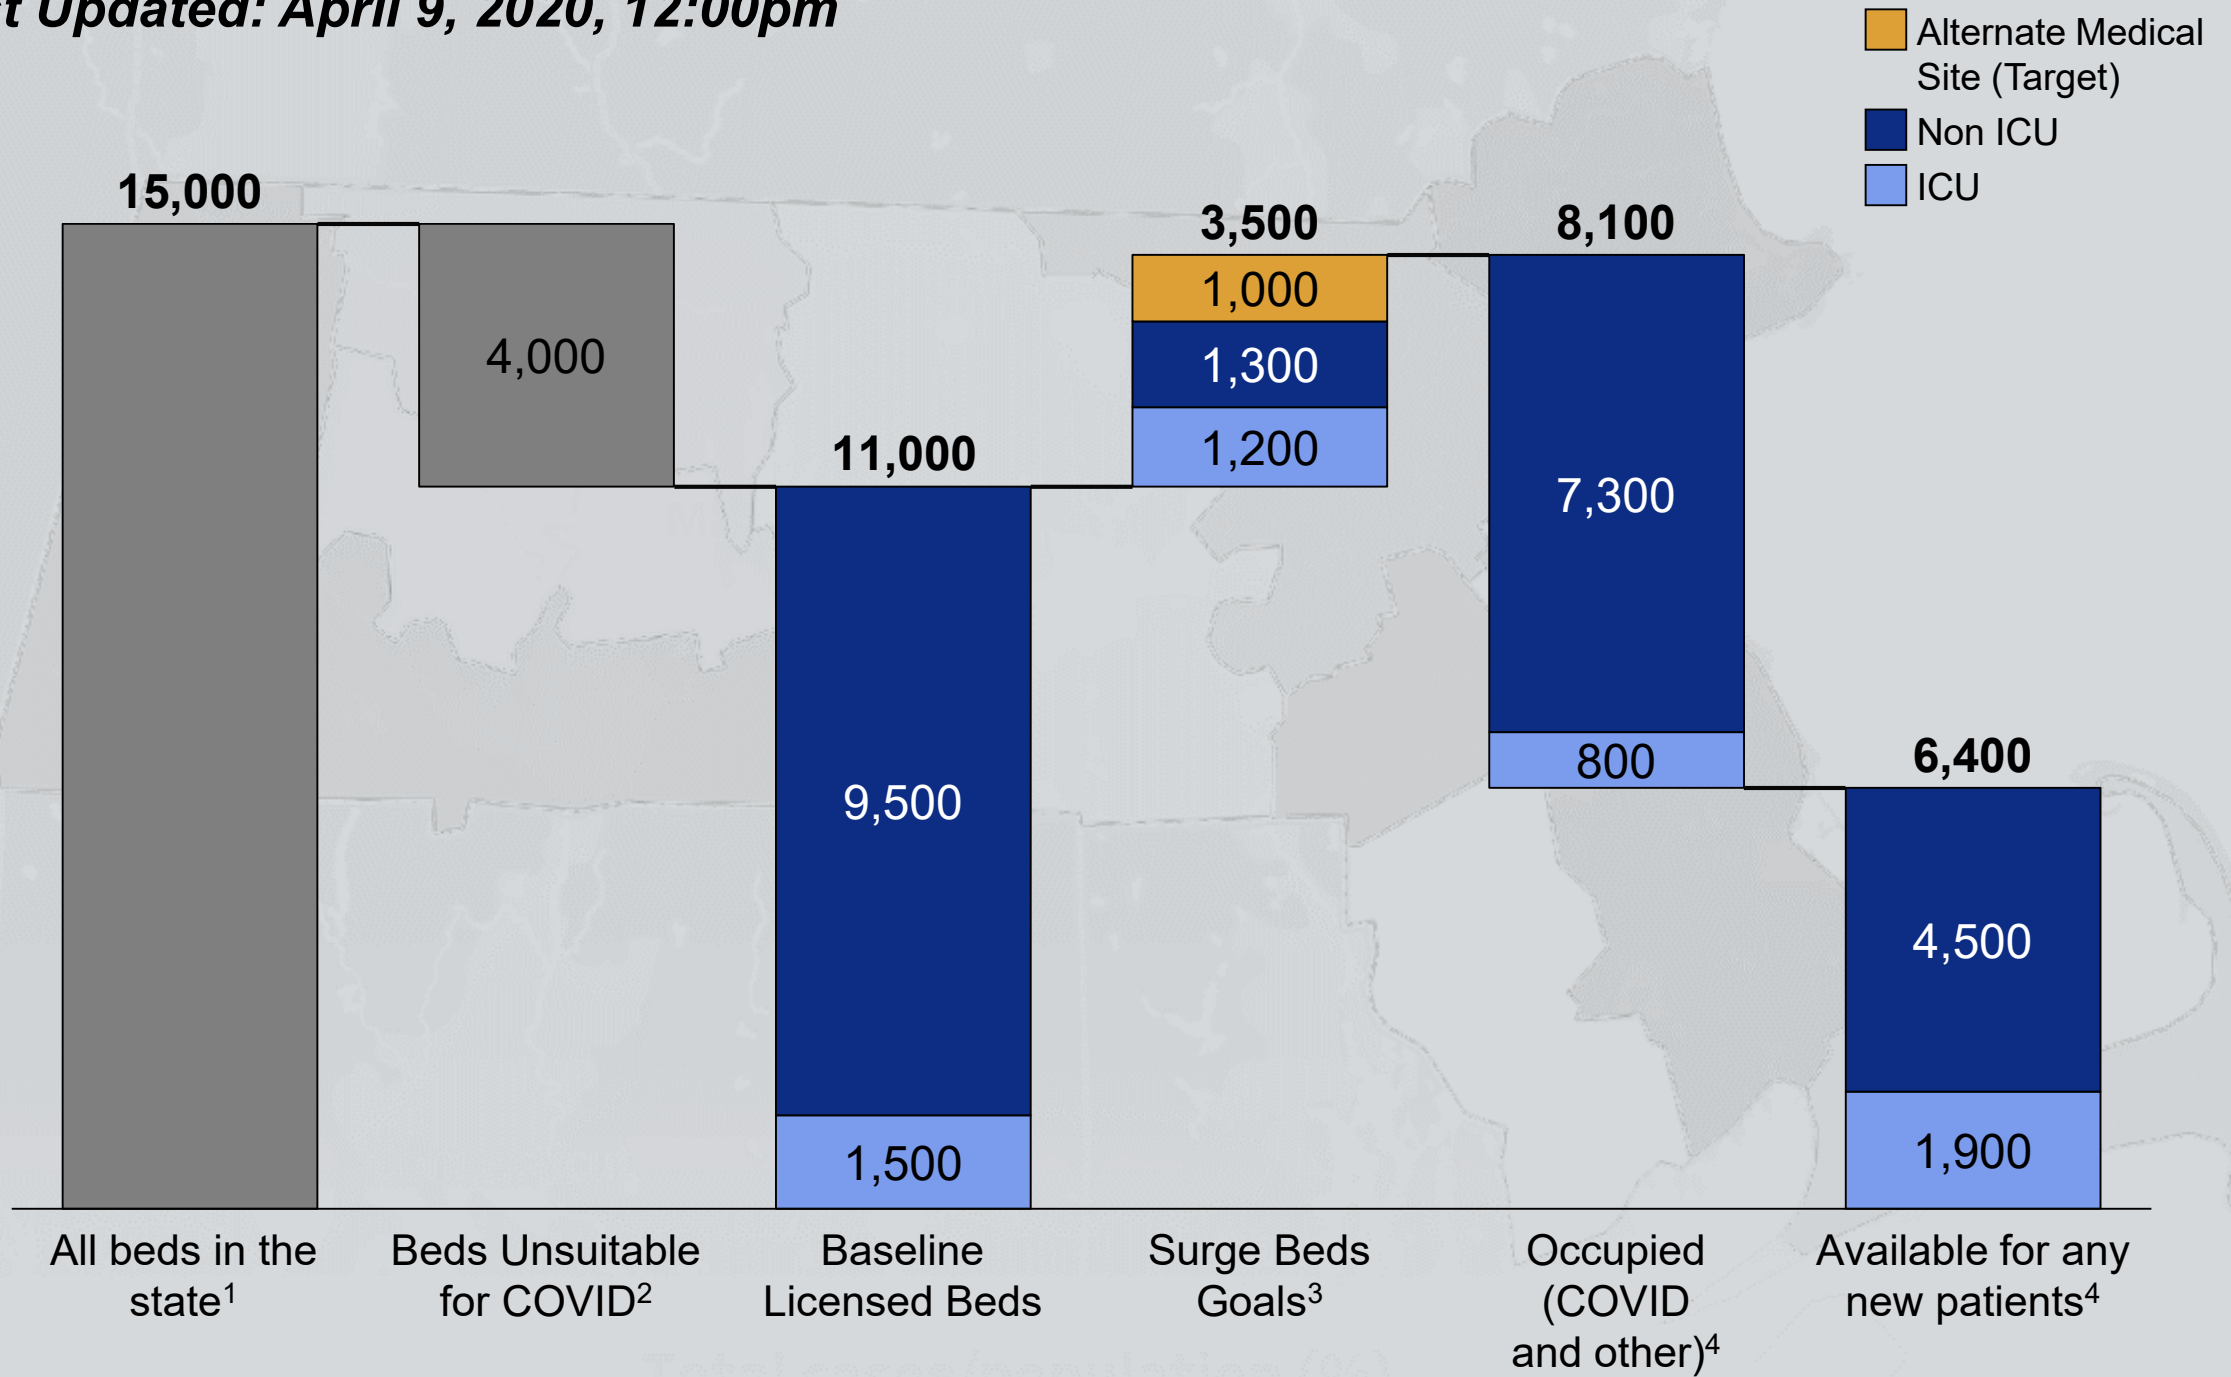 Updated: April 9, 2020, 12:00pm
Alternate Medical
Site (Target)
Non ICU
ICU
15,000
4,000
11,000
9,500
1,500
3,500
1,000
1,300
1,200
8,100
7,300
800
6,400
4,500
1,900
All beds in the
state¹
Beds Unsuitable
for COVID²
Baseline
Licensed Beds
Surge Beds
Goals³
Occupied
(COVID
and other)⁴
Available for any
new patients⁴